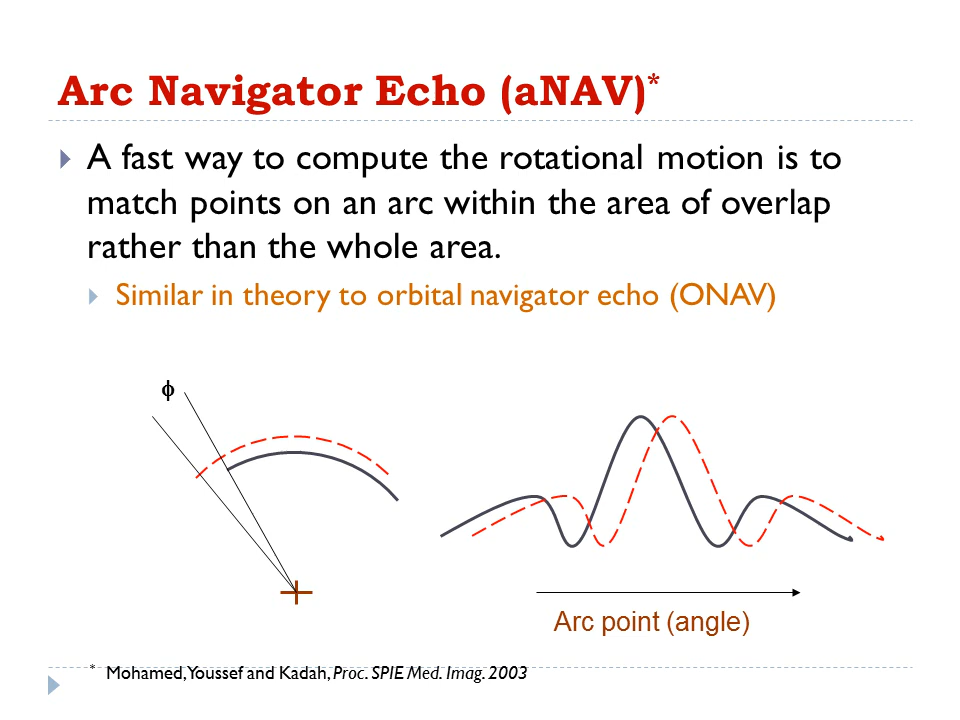 Arc Navigator Echo (aNAV)*
A fast way to compute the rotational motion is to
match points on an arc within the area of overlap
rather than the whole area.
Similar in theory to orbital navigator echo (ONAV)
ϕ
Arc point (angle)
* Mohamed, Youssef and Kadah, Proc. SPIE Med. Imag. 2003